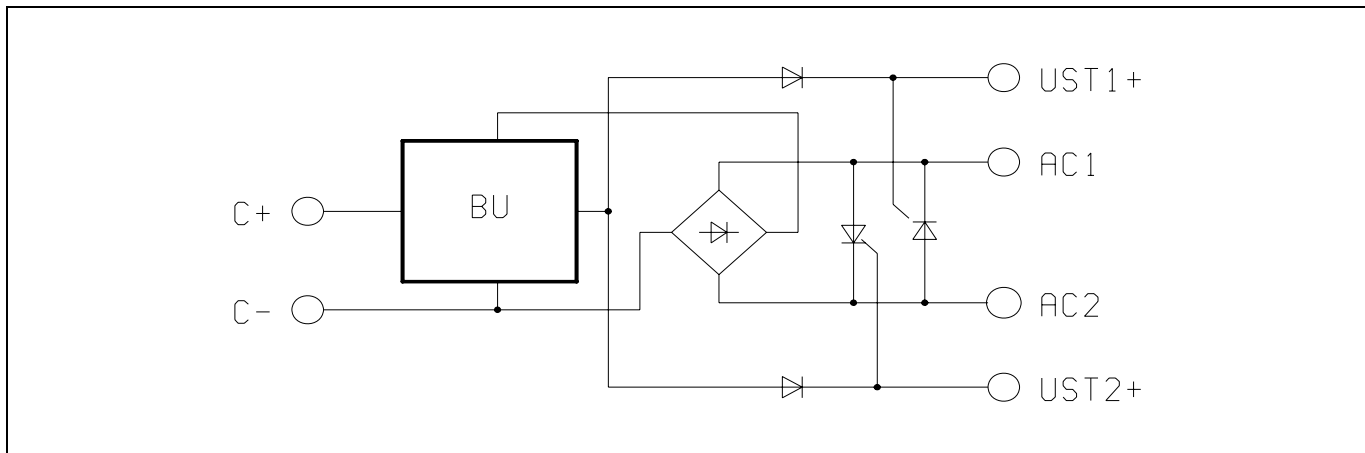 UST1+
AC1
BU
C+
C-
AC2
UST2+